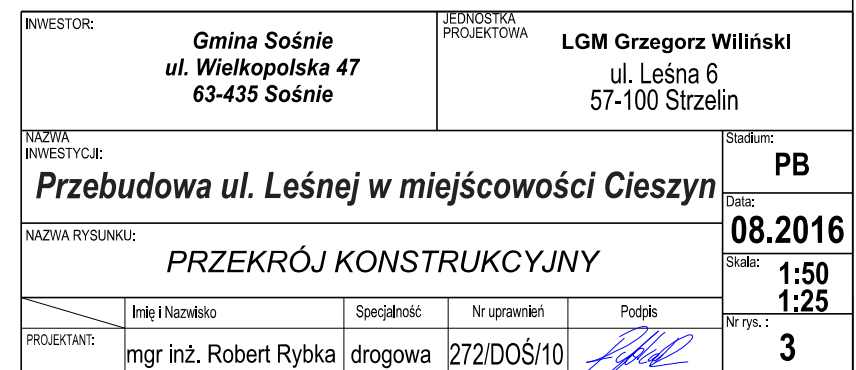 INWESTOR:
Gmina Sośnie
ul. Wielkopolska 47
63-435 Sośnie
JEDNOSTKA
PROJEKTOWA
LGM Grzegorz Wilińskl
ul. Leśna 6
57-100 Strzelin
NAZWA
INWESTYCJI:
Przebudowa ul. Leśnej w miejścowości Cieszyn
Stadium:
PB
Data:
08.2016
NAZWA RYSUNKU:
PRZEKRÓJ KONSTRUKCYJNY
Skala:
1:50
1:25
Imię i Nazwisko Specjalność Nr uprawnień Podpis
Nr rys. :
3
PROJEKTANT:
mgr inż. Robert Rybka drogowa 272/DOŚ/10